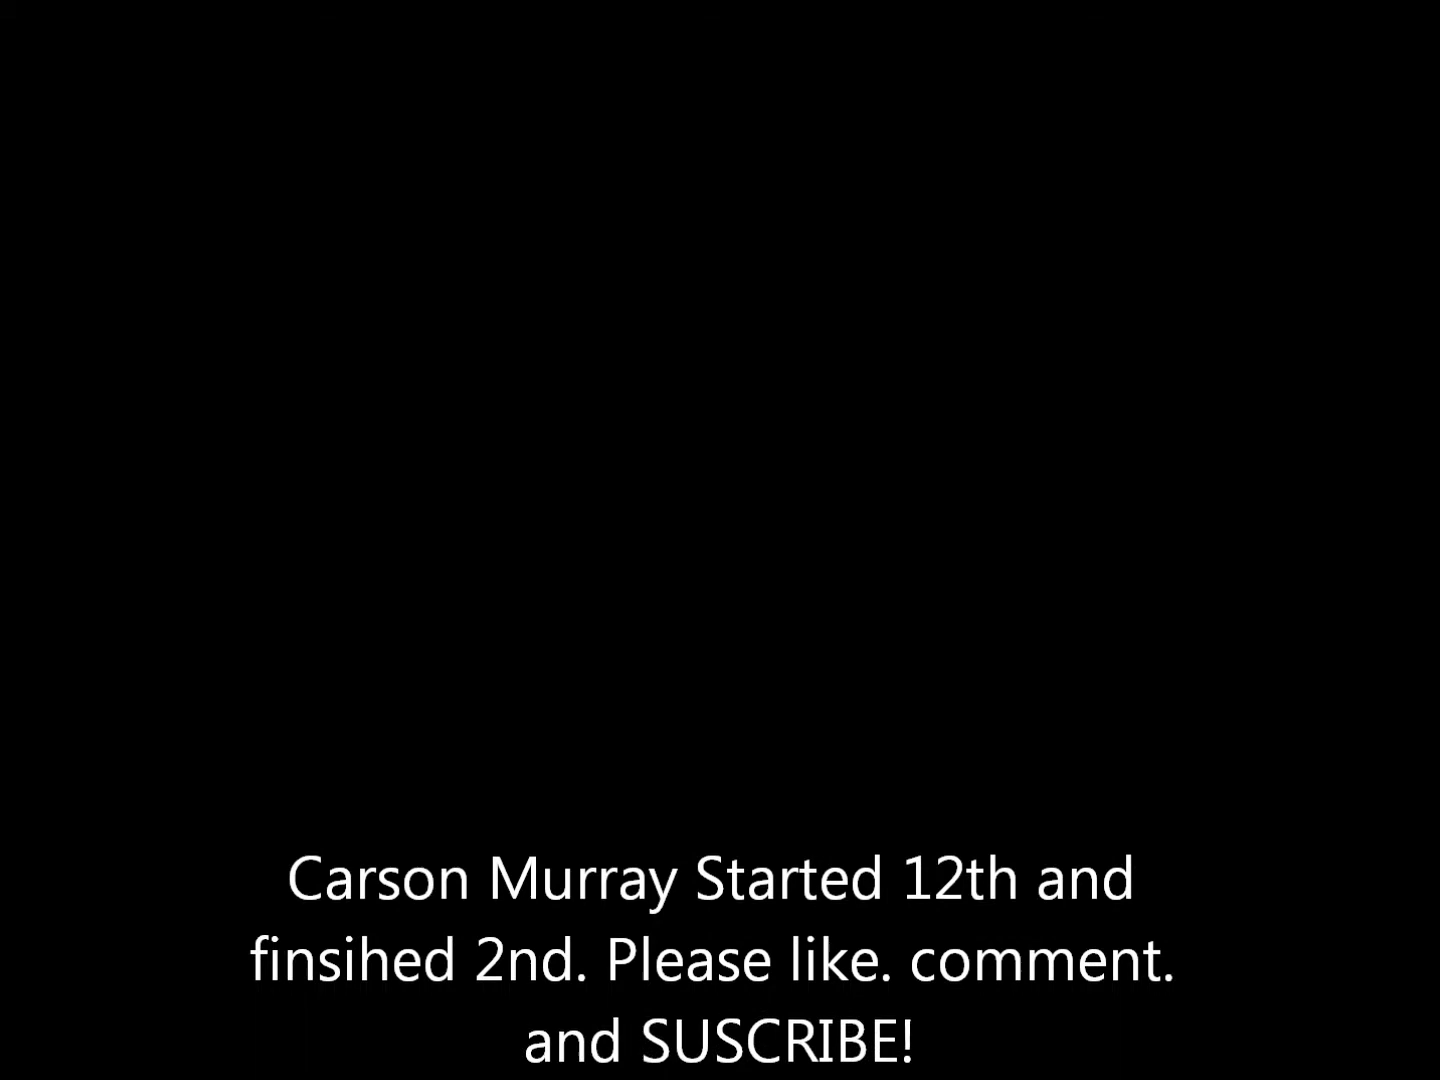 Carson Murray Started 12th and
finsihed 2nd. Please like. comment.
and SUSCRIBE!